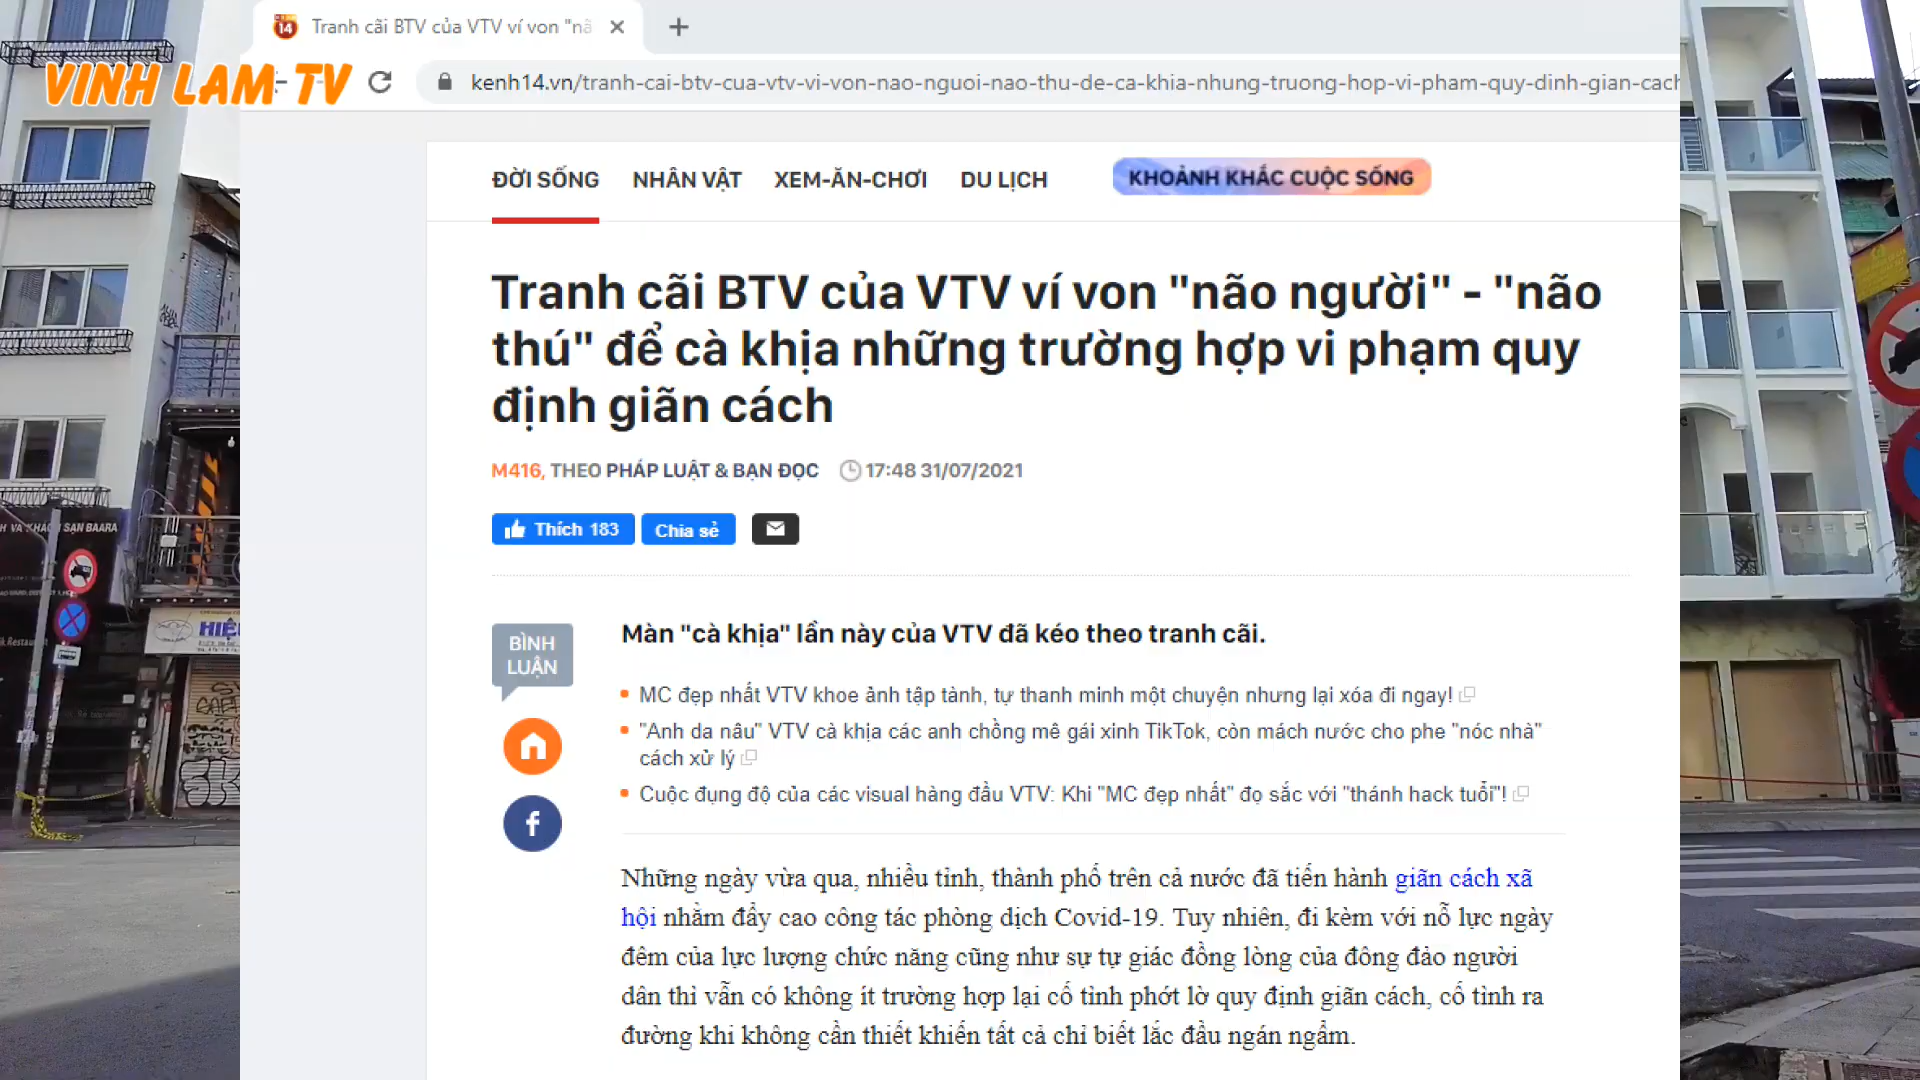 Tranh cãi BTV của VTV ví von "nã
VINH LAM TV
kenh14.vn/tranh-cai-btv-cua-vtv-vi-von-nao-nguoi-nao-thu-de-ca-khia-nhung-truong-hop-vi-pham-quy-dinh-gian-cach
ĐỜI SỐNG NHÂN VẬT XEM-ĂN-CHƠI DU LỊCH KHOẢNH KHẮC CUỘC SỐNG
Tranh cãi BTV của VTV ví von "não người" - "não
thú" để cà khịa những trường hợp vi phạm quy
định giãn cách
M416, THEO PHÁP LUẬT & BẠN ĐỌC 17:48 31/07/2021
Thích 183 Chia sẻ
BÌNH
LUẬN
Màn "cà khịa" lần này của VTV đã kéo theo tranh cãi.
MC đẹp nhất VTV khoe ảnh tập tành, tự thanh minh một chuyện nhưng lại xóa đi ngay!
"Anh da nâu" VTV cà khịa các anh chồng mê gái xinh TikTok, còn mách nước cho phe "nóc nhà"
cách xử lý
Cuộc đụng độ của các visual hàng đầu VTV: Khi "MC đẹp nhất" đọ sắc với "thánh hack tuổi"!
Những ngày vừa qua, nhiều tỉnh, thành phố trên cả nước đã tiến hành giãn cách xã
hội nhằm đẩy cao công tác phòng dịch Covid-19. Tuy nhiên, đi kèm với nỗ lực ngày
đêm của lực lượng chức năng cũng như sự tự giác đồng lòng của đông đảo người
dân thì vẫn có không ít trường hợp lại cố tình phớt lờ quy định giãn cách, cố tình ra
đường khi không cần thiết khiến tất cả chỉ biết lắc đầu ngán ngẩm.
14
SẠN BAARA
HIỆ